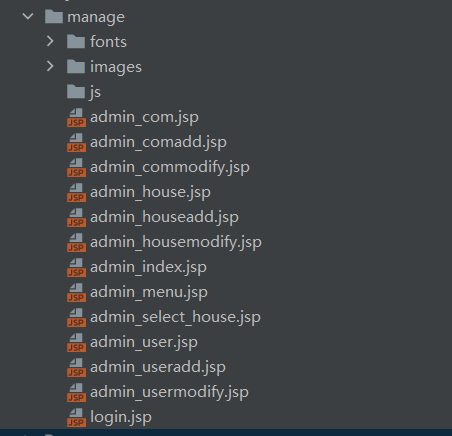 manage
fonts
images
js
admin_com.jsp
admin_comadd.jsp
admin_commodify.jsp
admin_house.jsp
admin_houseadd.jsp
admin_housemodify.jsp
admin_index.jsp
admin_menu.jsp
admin_select_house.jsp
admin_user.jsp
admin_useradd.jsp
admin_usermodify.jsp
login.jsp